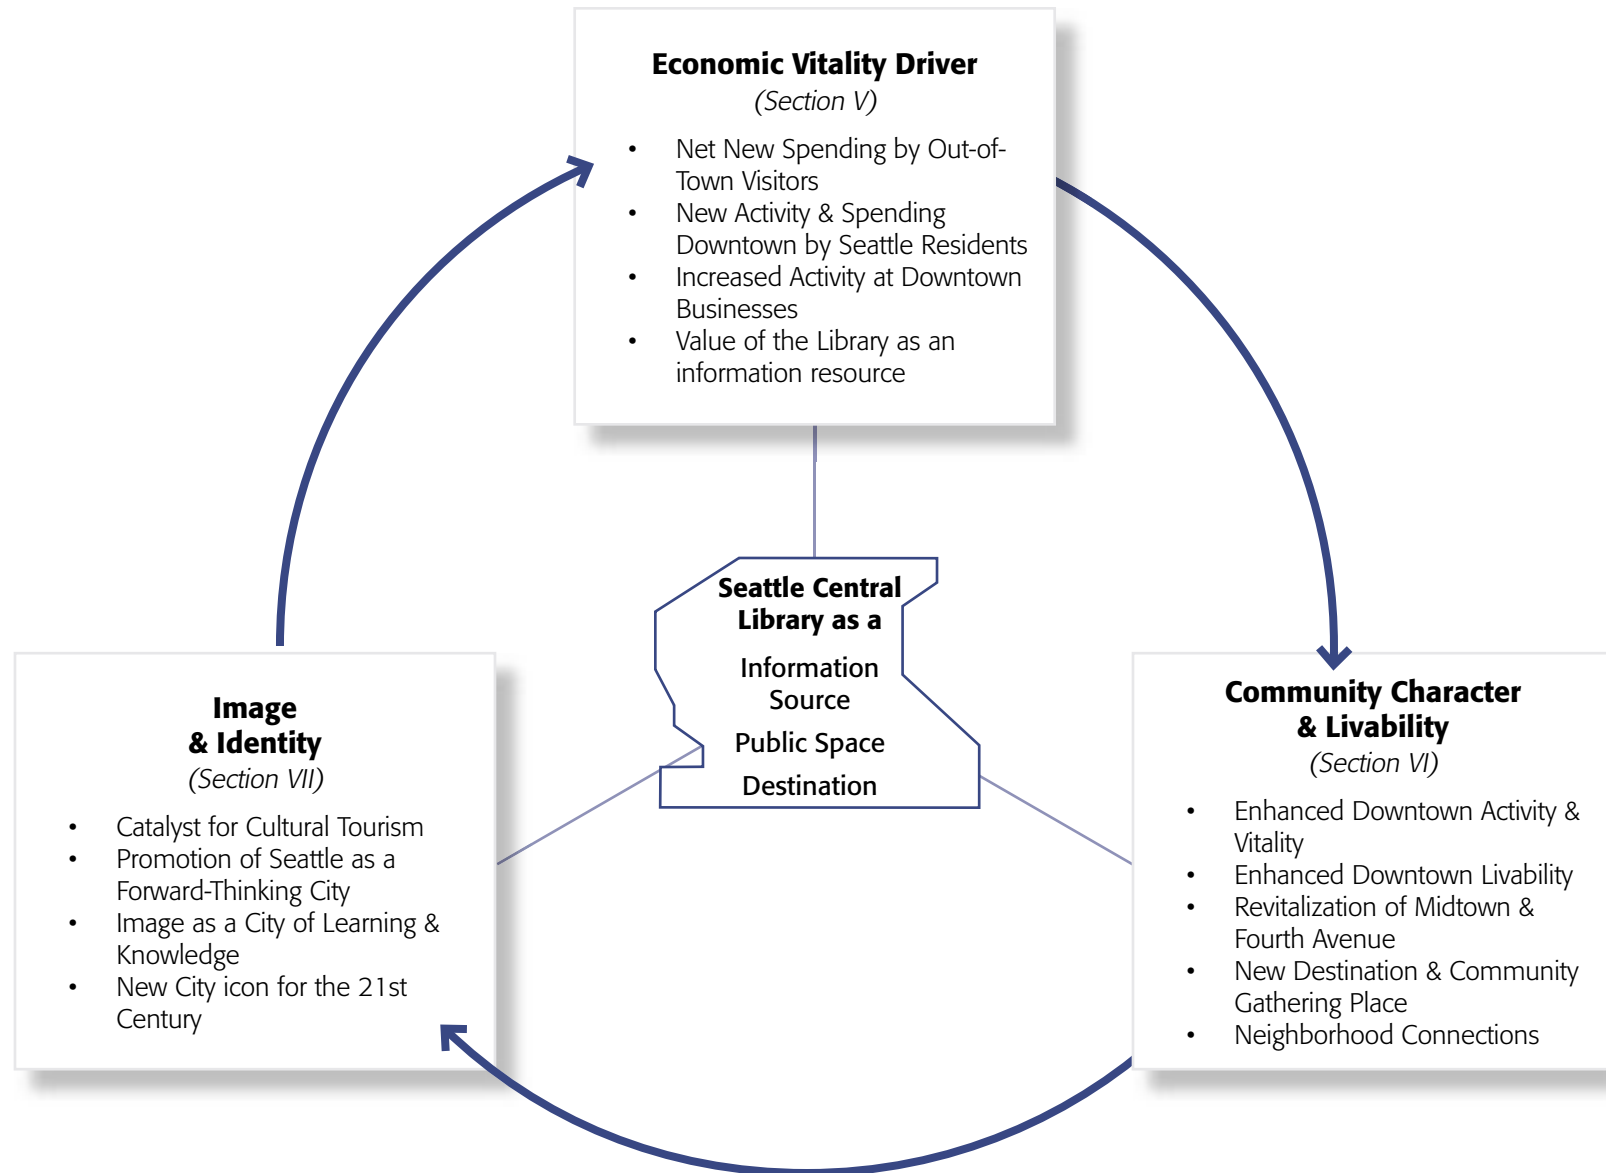 Economic Vitality Driver
(Section V)
• Net New Spending by Out-of-
Town Visitors
• New Activity & Spending
Downtown by Seattle Residents
• Increased Activity at Downtown
Businesses
• Value of the Library as an
information resource
Seattle Central
Library as a
Information
Source
Public Space
Destination
Image
& Identity
(Section VII)
• Catalyst for Cultural Tourism
• Promotion of Seattle as a
Forward-Thinking City
• Image as a City of Learning &
Knowledge
• New City icon for the 21st
Century
Community Character
& Livability
(Section VI)
• Enhanced Downtown Activity &
Vitality
• Enhanced Downtown Livability
• Revitalization of Midtown &
Fourth Avenue
• New Destination & Community
Gathering Place
• Neighborhood Connections